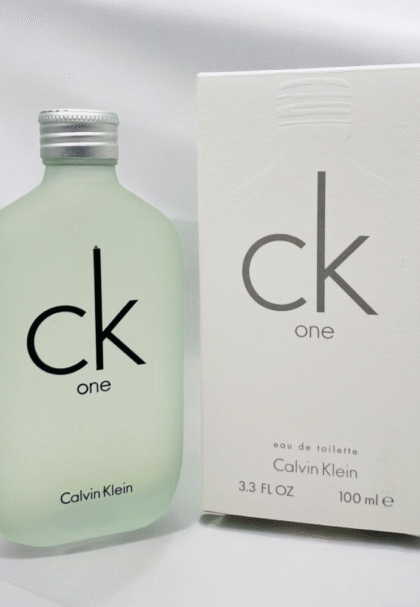 ck
one
Calvin Klein
ck
one
eau de toilette
Calvin Klein
3.3 FL OZ 100 ml ℮